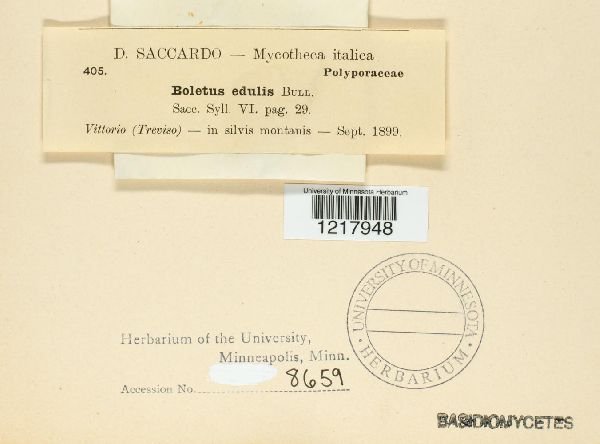 D. SACCARDO — Mycotheca italica
405. Polyporaceae
Boletus edulis BULL.
Sacc. Syll. VI. pag. 29.
Vittorio (Treviso) — in silvis montanis — Sept. 1899.
University of Minnesota Herbarium
1217948
UNIVERSITY OF MINNESOTA
· HERBARIUM ·
Herbarium of the University,
Minneapolis, Minn.
Accession No. 8659
BASIDIOMYCETES